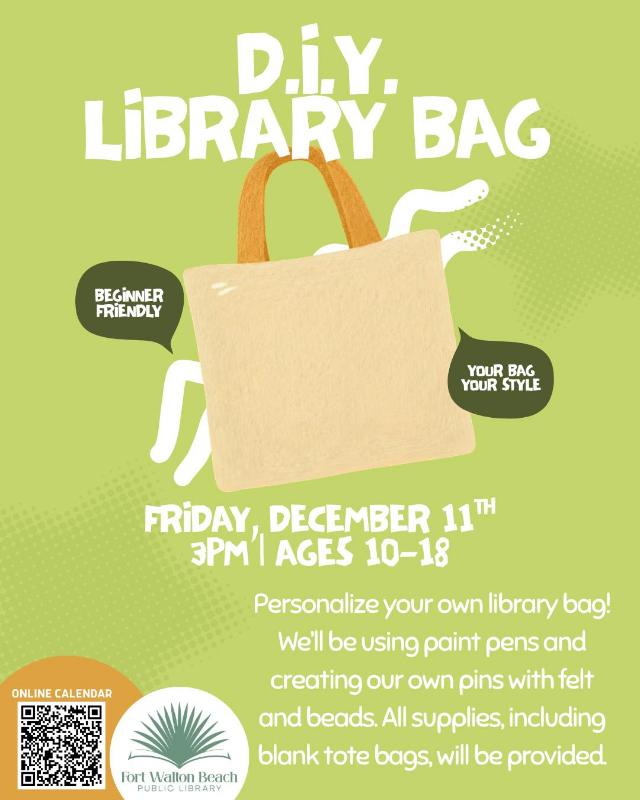 D.i.Y.
LiBRARY BAG
BEGiNNER
FRiENDLY
YOUR BAG
YOUR STYLE
FRiDAY, DECEMBER 11TH
3PM | AGES 10-18
Personalize your own library bag!
We'll be using paint pens and
creating our own pins with felt
and beads. All supplies, including
blank tote bags, will be provided.
ONLINE CALENDAR
Fort Walton Beach
PUBLIC LIBRARY